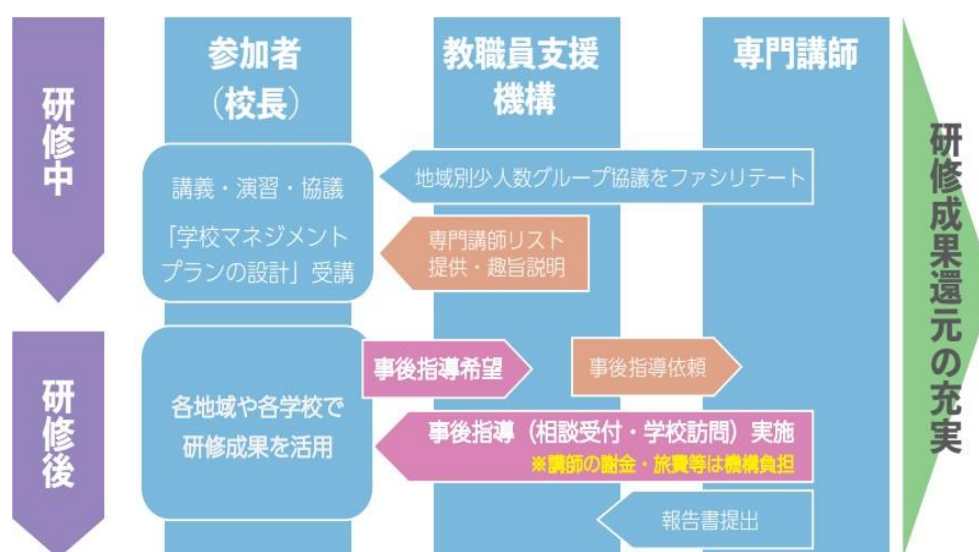 研修中
参加者
（校長）
教職員支援
機構
専門講師
講義・演習・協議
「学校マネジメント
プランの設計」受講
地域別少人数グループ協議をファシリテート
専門講師リスト
提供・趣旨説明
研修後
各地域や各学校で
研修成果を活用
事後指導希望
事後指導依頼
事後指導（相談受付・学校訪問）実施
※講師の謝金・旅費等は機構負担
報告書提出
研修成果還元の充実